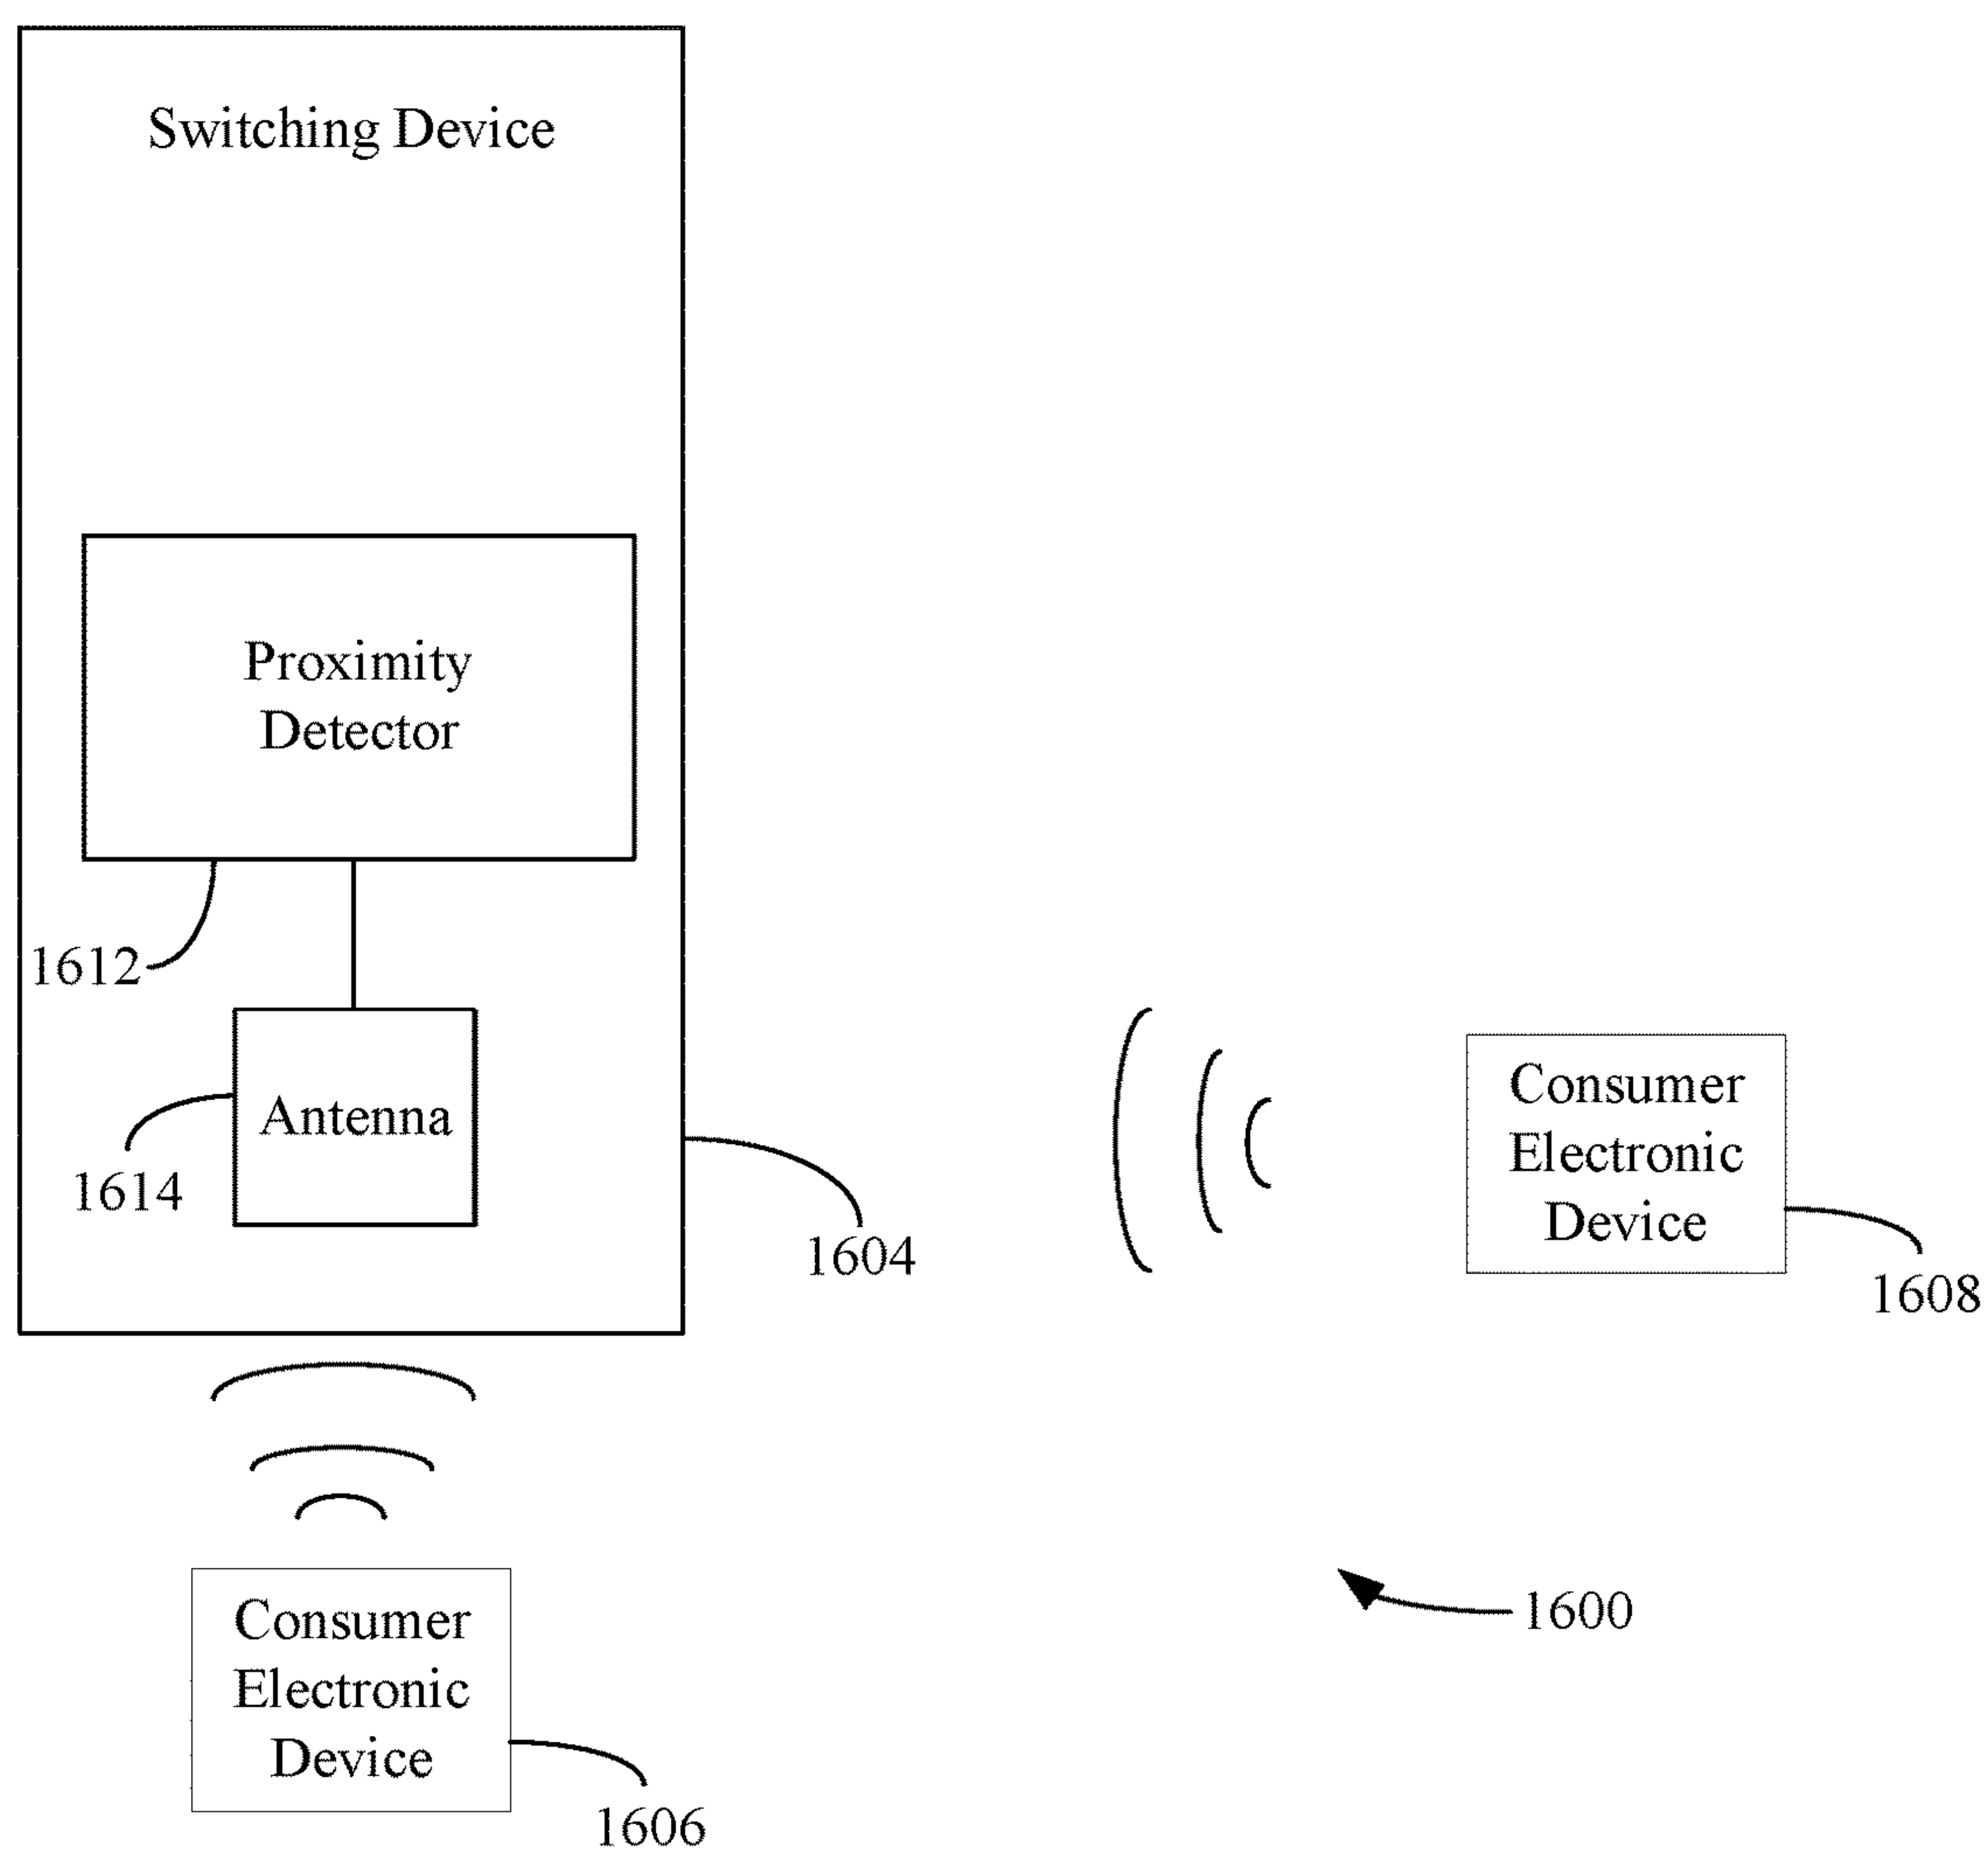 Switching Device
Proximity
Detector
1612
Antenna
1614
1604
Consumer
Electronic
Device
1608
Consumer
Electronic
Device
1606
1600